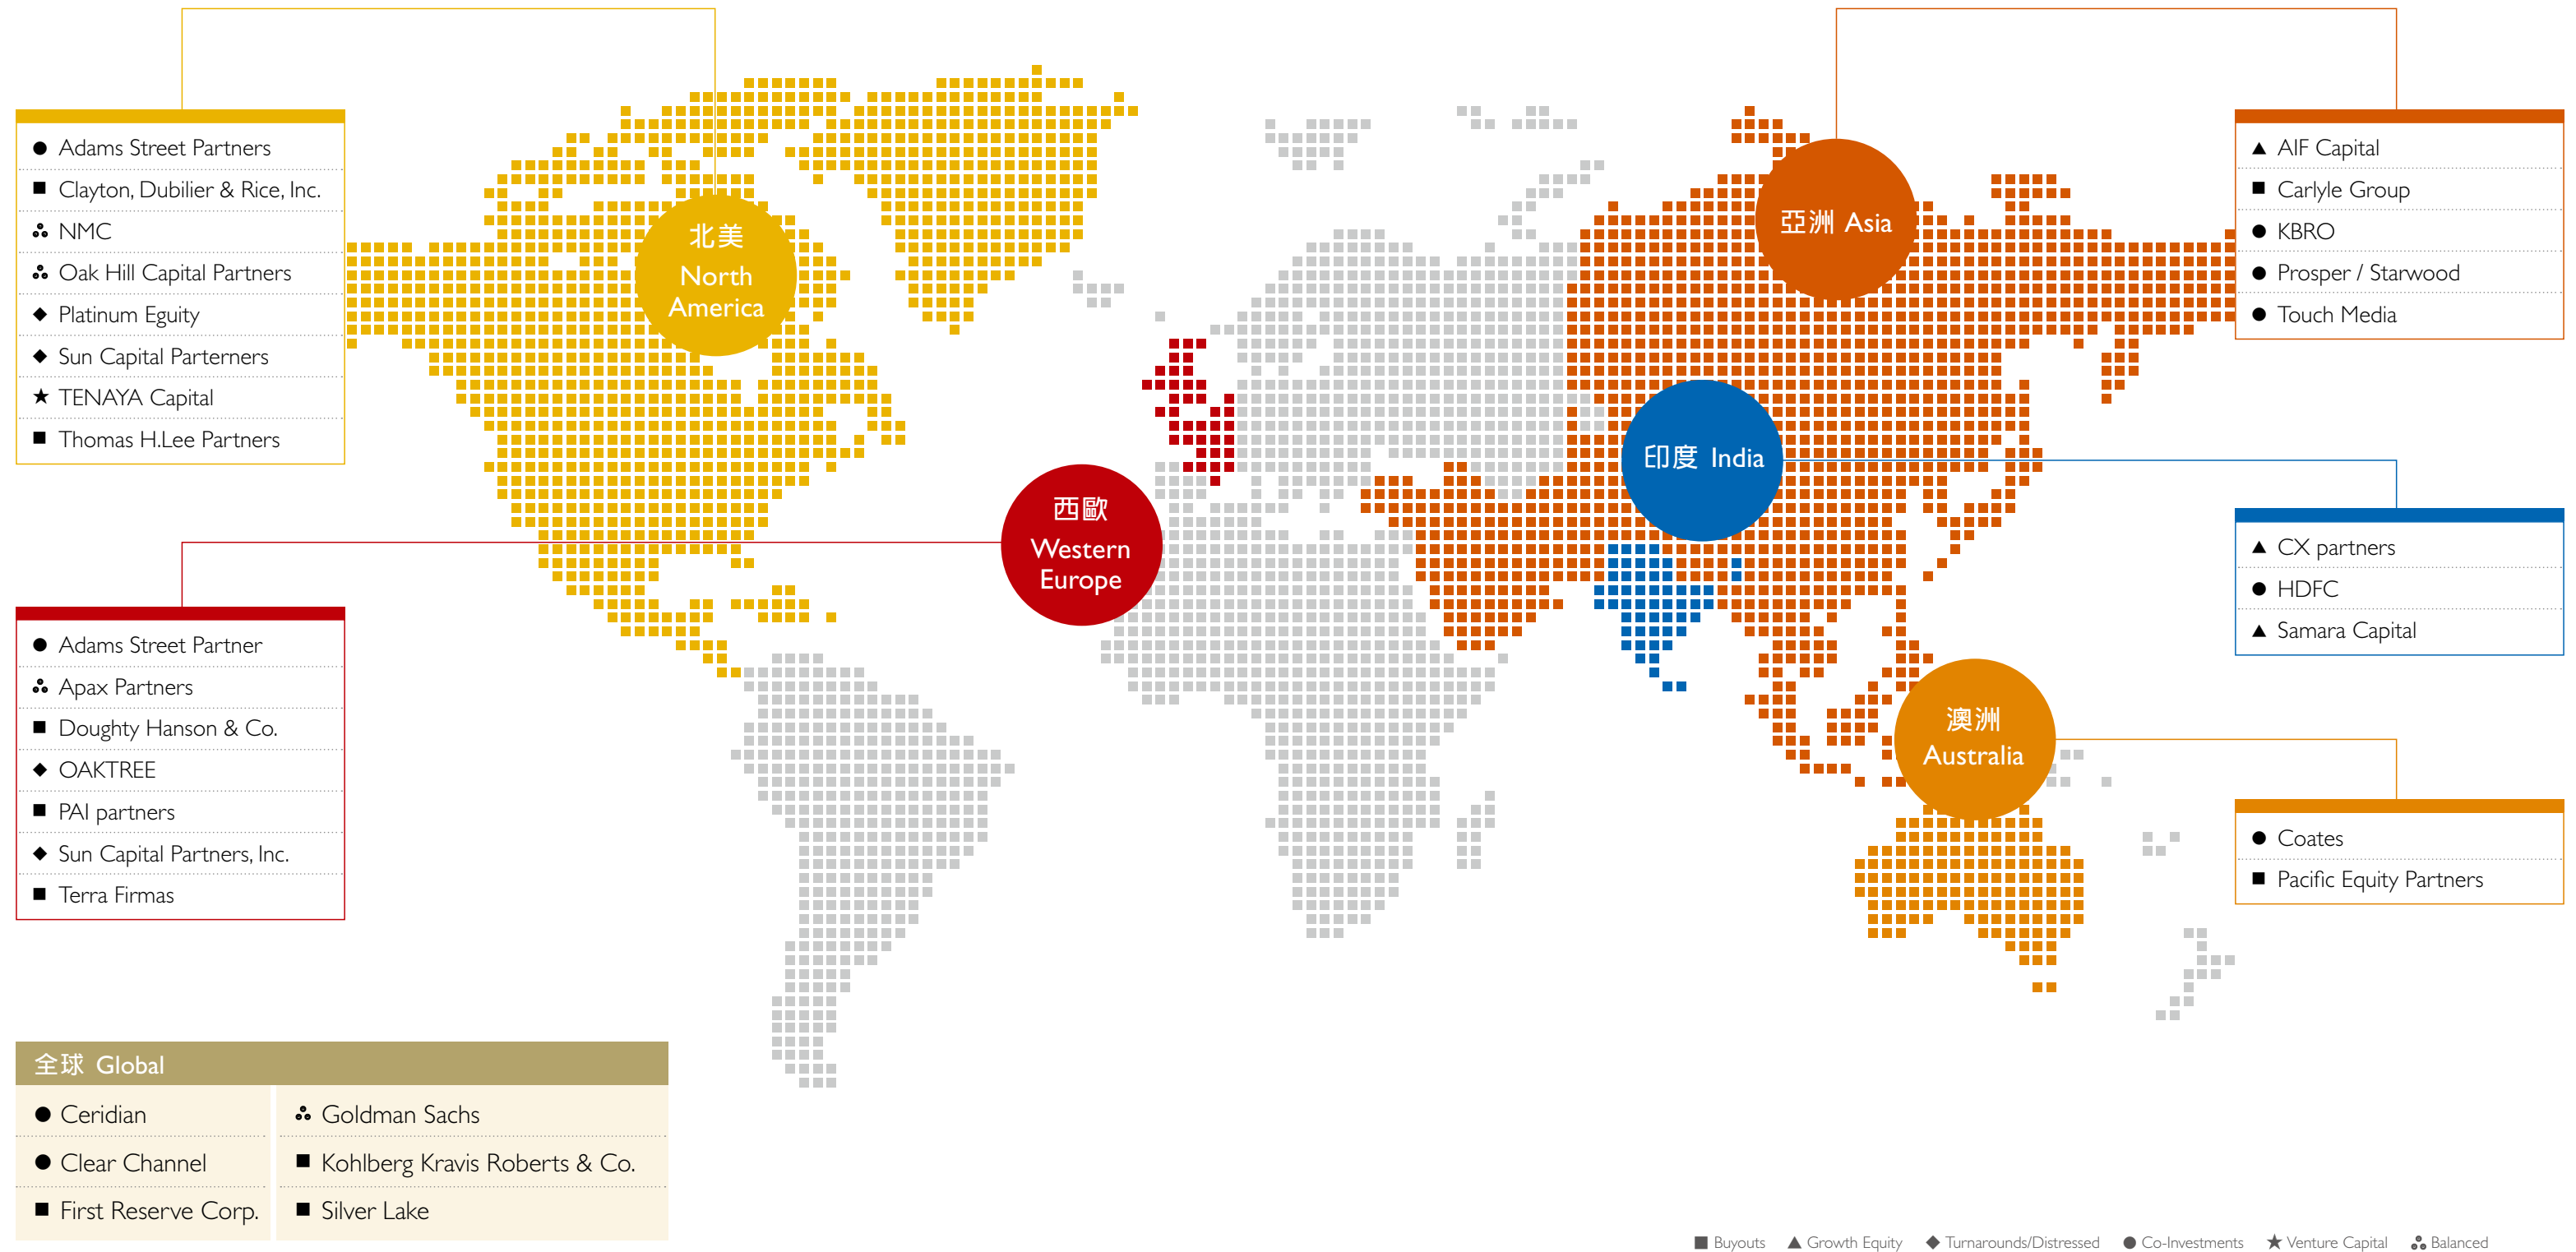 北美
North
America
Adams Street Partners
Clayton, Dubilier & Rice, Inc.
NMC
Oak Hill Capital Partners
Platinum Eguity
Sun Capital Parterners
TENAYA Capital
Thomas H.Lee Partners
西歐
Western
Europe
Adams Street Partner
Apax Partners
Doughty Hanson & Co.
OAKTREE
PAI partners
Sun Capital Partners, Inc.
Terra Firmas
亞洲 Asia
AIF Capital
Carlyle Group
KBRO
Prosper / Starwood
Touch Media
印度 India
CX partners
HDFC
Samara Capital
澳洲
Australia
Coates
Pacific Equity Partners
全球 Global
Ceridian
Clear Channel
First Reserve Corp.
Goldman Sachs
Kohlberg Kravis Roberts & Co.
Silver Lake
Buyouts Growth Equity Turnarounds/Distressed Co-Investments Venture Capital Balanced